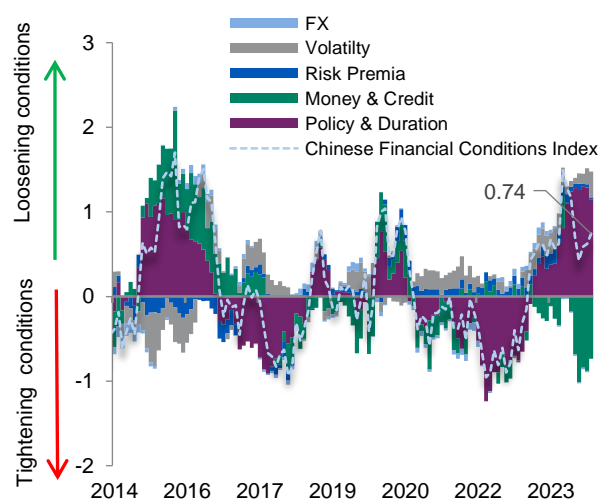 FX
Volatilty
Risk Premia
Money & Credit
Policy & Duration
Chinese Financial Conditions Index
Loosening conditions
Tightening conditions
3
2
1
0
-1
-2
0.74
2014 2016 2017 2019 2020 2022 2023